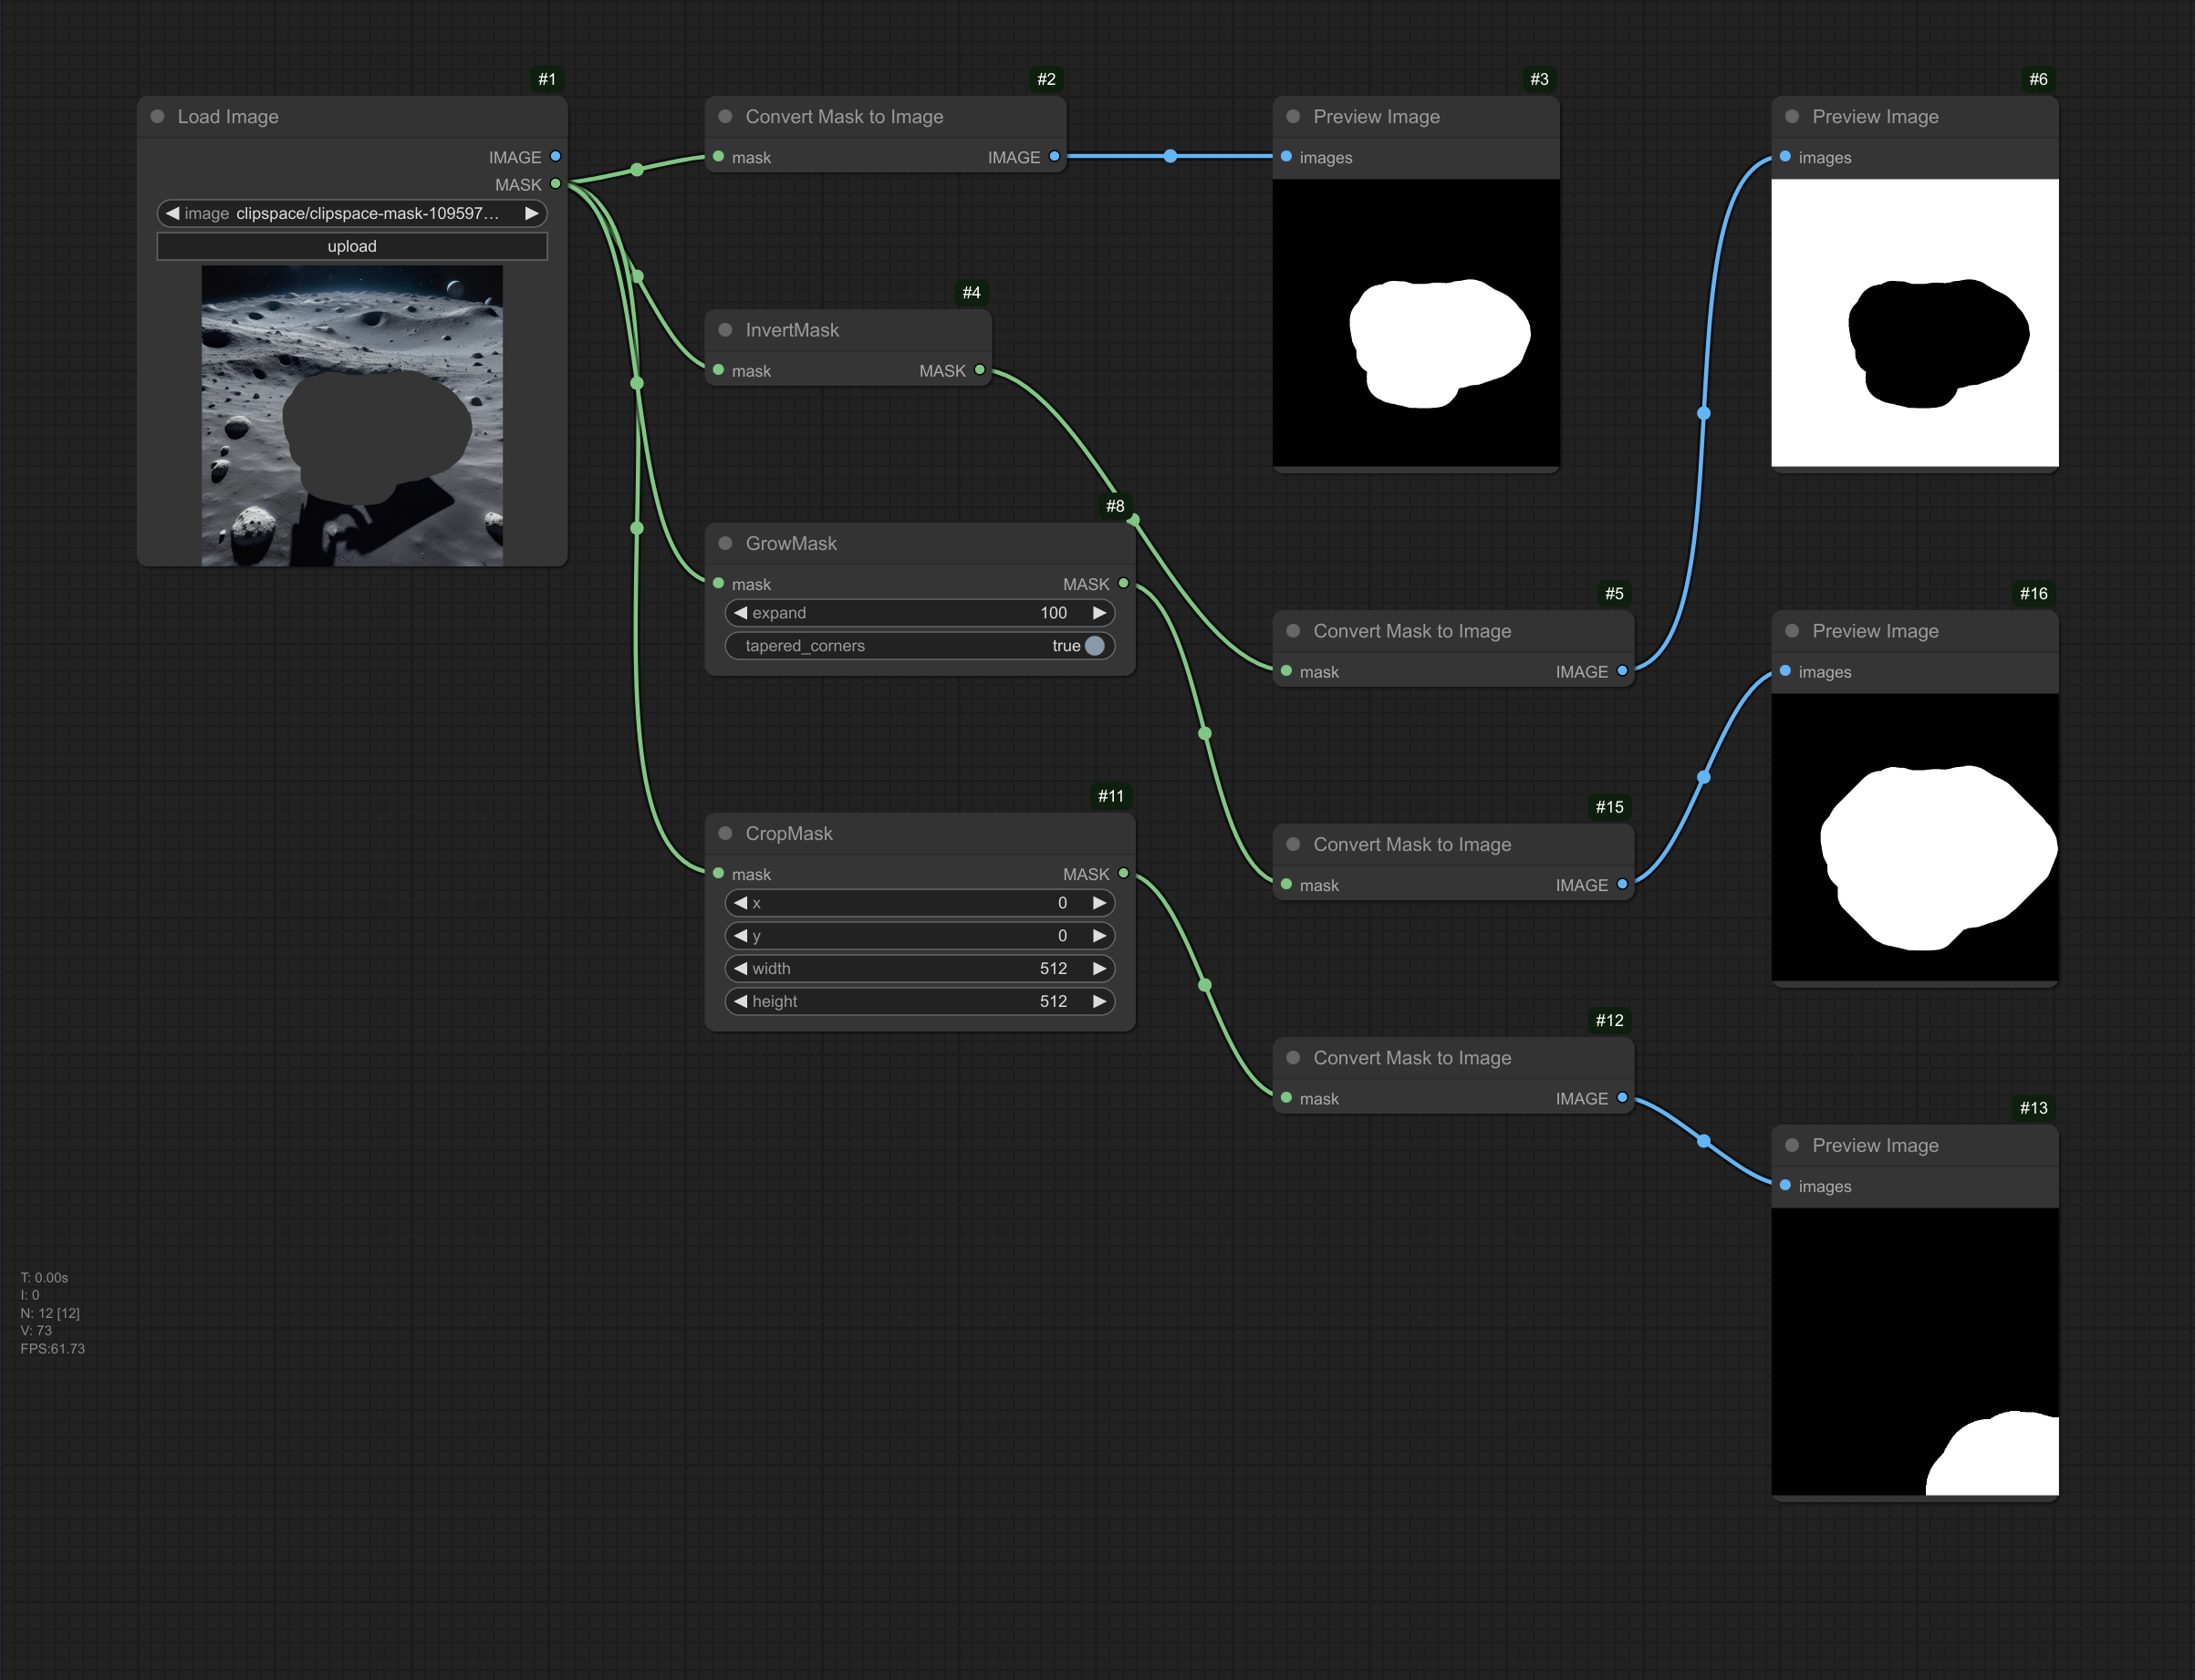 #1
Load Image
IMAGE
MASK
image clipspace/clipspace-mask-109597…
upload
#2
Convert Mask to Image
mask IMAGE
#3
Preview Image
images
#6
Preview Image
images
#4
InvertMask
mask MASK
#8
GrowMask
mask MASK
expand 100
tapered_corners true
#5
Convert Mask to Image
mask IMAGE
#16
Preview Image
images
#11
CropMask
mask MASK
x 0
y 0
width 512
height 512
#15
Convert Mask to Image
mask IMAGE
#12
Convert Mask to Image
mask IMAGE
#13
Preview Image
images
T: 0.00s
I: 0
N: 12 [12]
V: 73
FPS:61.73